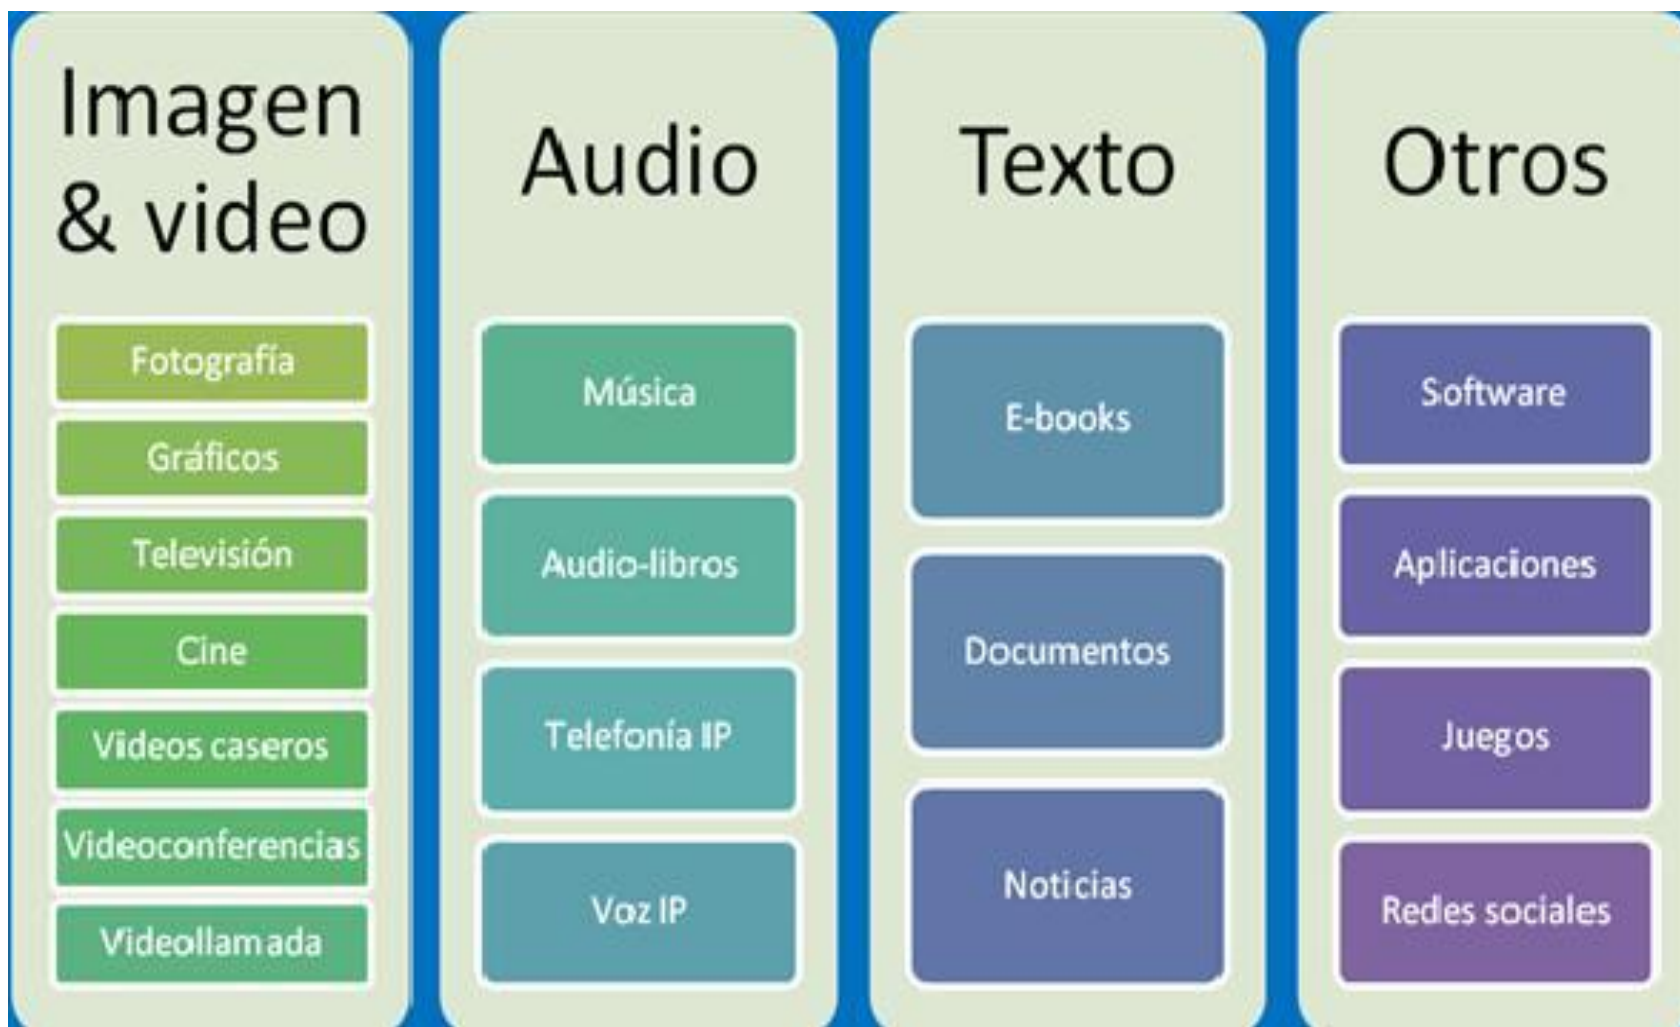 Imagen
& video
Fotografía
Gráficos
Televisión
Cine
Videos caseros
Videoconferencias
Videollamada
Audio
Música
Audio-libros
Telefonía IP
Voz IP
Texto
E-books
Documentos
Noticias
Otros
Software
Aplicaciones
Juegos
Redes sociales